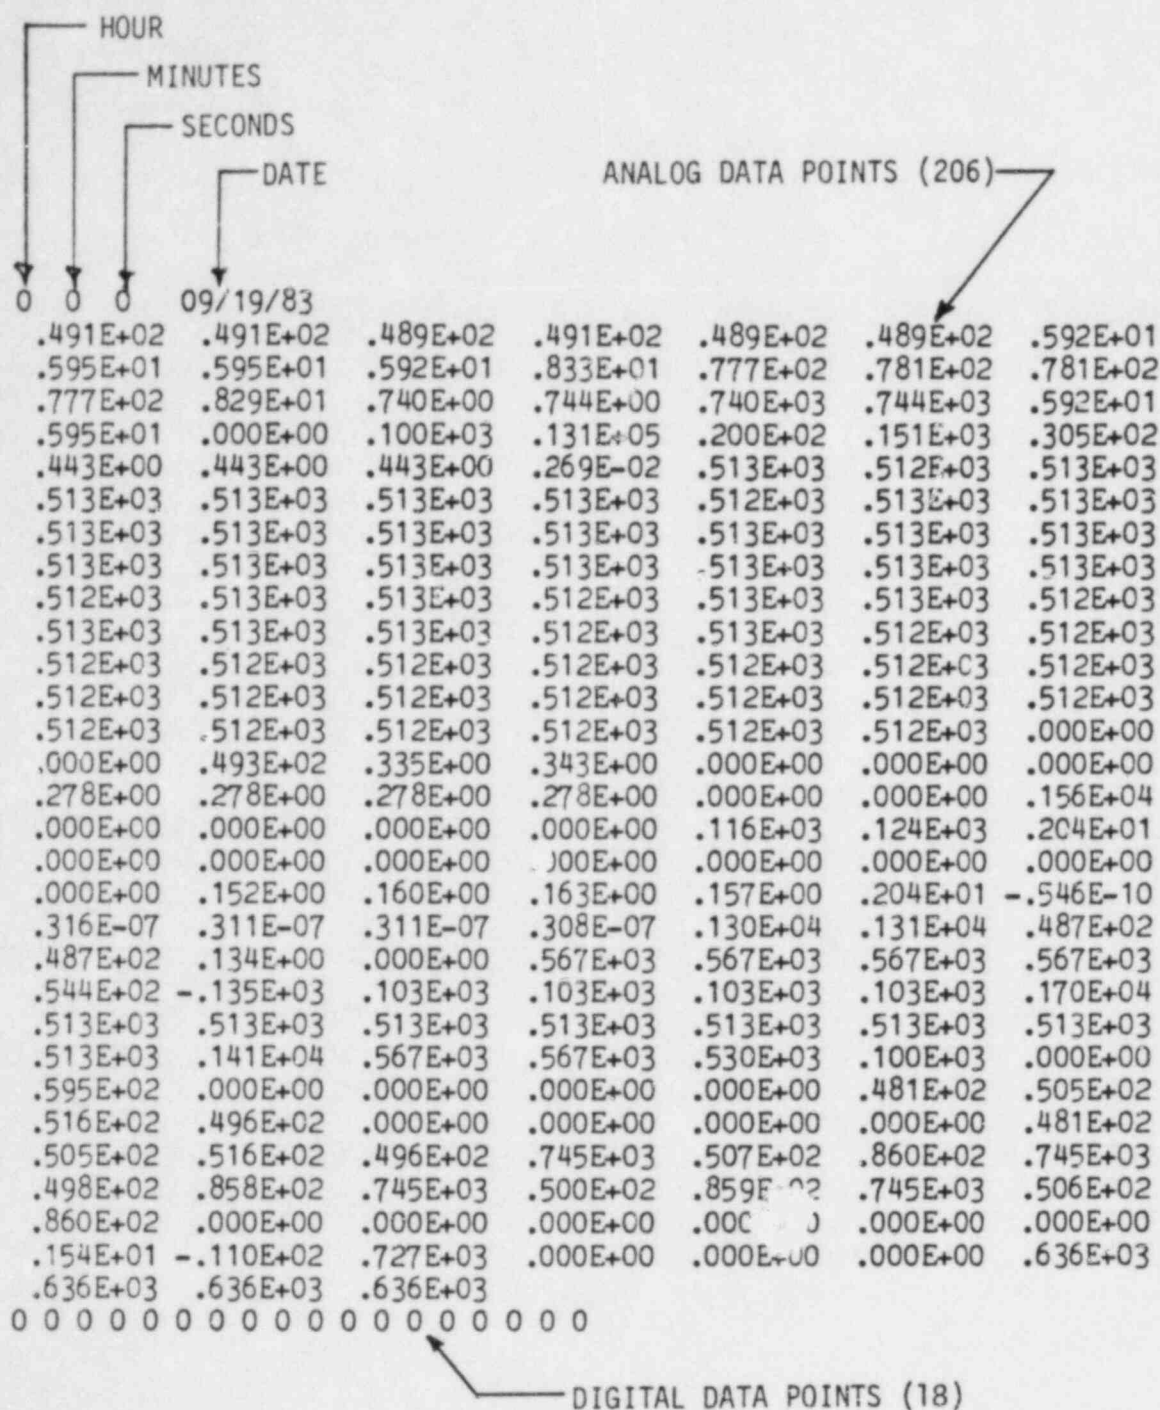 HOUR
MINUTES
SECONDS
DATE ANALOG DATA POINTS (206)
0 0 0 09/19/83
.491E+02 .491E+02 .489E+02 .491E+02 .489E+02 .489E+02 .592E+01
.595E+01 .595E+01 .592E+01 .833E+01 .777E+02 .781E+02 .781E+02
.777E+02 .829E+01 .740E+00 .744E+00 .740E+03 .744E+03 .592E+01
.595E+01 .000E+00 .100E+03 .131E+05 .200E+02 .151E+03 .305E+02
.443E+00 .443E+00 .443E+00 .269E-02 .513E+03 .512E+03 .513E+03
.513E+03 .513E+03 .513E+03 .513E+03 .512E+03 .513E+03 .513E+03
.513E+03 .513E+03 .513E+03 .513E+03 .513E+03 .513E+03 .513E+03
.513E+03 .513E+03 .513E+03 .513E+03 .513E+03 .513E+03 .513E+03
.512E+03 .513E+03 .513E+03 .512E+03 .513E+03 .513E+03 .512E+03
.513E+03 .513E+03 .513E+03 .512E+03 .513E+03 .512E+03 .512E+03
.512E+03 .512E+03 .512E+03 .512E+03 .512E+03 .512E+03 .512E+03
.512E+03 .512E+03 .512E+03 .512E+03 .512E+03 .512E+03 .512E+03
.512E+03 .512E+03 .512E+03 .512E+03 .512E+03 .512E+03 .000E+00
.000E+00 .493E+02 .335E+00 .343E+00 .000E+00 .000E+00 .000E+00
.278E+00 .278E+00 .278E+00 .278E+00 .000E+00 .000E+00 .156E+04
.000E+00 .000E+00 .000E+00 .000E+00 .116E+03 .124E+03 .204E+01
.000E+00 .000E+00 .000E+00 .000E+00 .000E+00 .000E+00 .000E+00
.000E+00 .152E+00 .160E+00 .163E+00 .157E+00 .204E+01 -.546E-10
.316E-07 .311E-07 .311E-07 .308E-07 .130E+04 .131E+04 .487E+02
.487E+02 .134E+00 .000E+00 .567E+03 .567E+03 .567E+03 .567E+03
.544E+02 -.135E+03 .103E+03 .103E+03 .103E+03 .103E+03 .170E+04
.513E+03 .513E+03 .513E+03 .513E+03 .513E+03 .513E+03 .513E+03
.513E+03 .141E+04 .567E+03 .567E+03 .530E+03 .100E+03 .000E+00
.595E+02 .000E+00 .000E+00 .000E+00 .000E+00 .481E+02 .505E+02
.516E+02 .496E+02 .000E+00 .000E+00 .000E+00 .000E+00 .481E+02
.505E+02 .516E+02 .496E+02 .745E+03 .507E+02 .860E+02 .745E+03
.498E+02 .858E+02 .745E+03 .500E+02 .745E+03 .506E+02
.860E+02 .000E+00 .000E+00 .000E+00 .000E+00 .000E+00
.154E+01 -.110E+02 .727E+03 .000E+00 .000E+00 .000E+00 .636E+03
.636E+03 .636E+03 .636E+03
0 0 0 0 0 0 0 0 0 0 0 0 0 0 0 0 0 0
DIGITAL DATA POINTS (18)